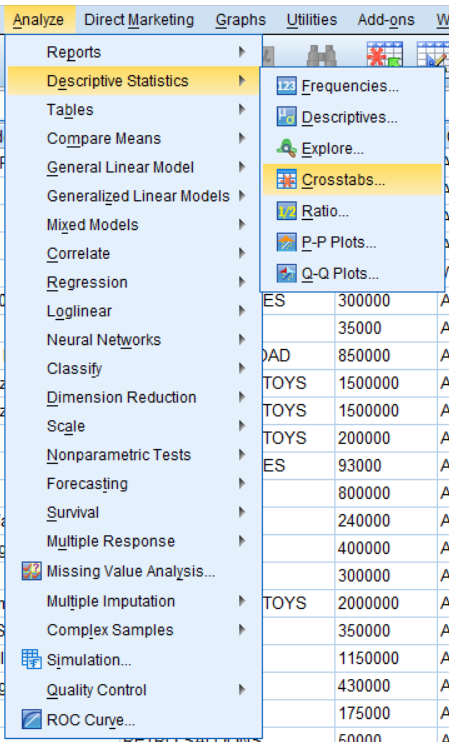 Analyze Direct Marketing Graphs Utilities Add-ons
Reports
Descriptive Statistics
Tables
Compare Means
General Linear Model
Generalized Linear Models
Mixed Models
Correlate
Regression
Loglinear
Neural Networks
Classify
Dimension Reduction
Scale
Nonparametric Tests
Forecasting
Survival
Multiple Response
Missing Value Analysis...
Multiple Imputation
Complex Samples
Simulation...
Quality Control
ROC Curve...
123 Frequencies...
Descriptives...
Explore...
Crosstabs...
1/2 Ratio...
P-P Plots...
Q-Q Plots...
ES 300000 A
35000 A
OAD 850000 A
TOYS 1500000 A
TOYS 1500000 A
TOYS 200000 A
ES 93000 A
800000 A
240000 A
400000 A
300000 A
TOYS 2000000 A
350000 A
1150000 A
430000 A
175000 A
50000